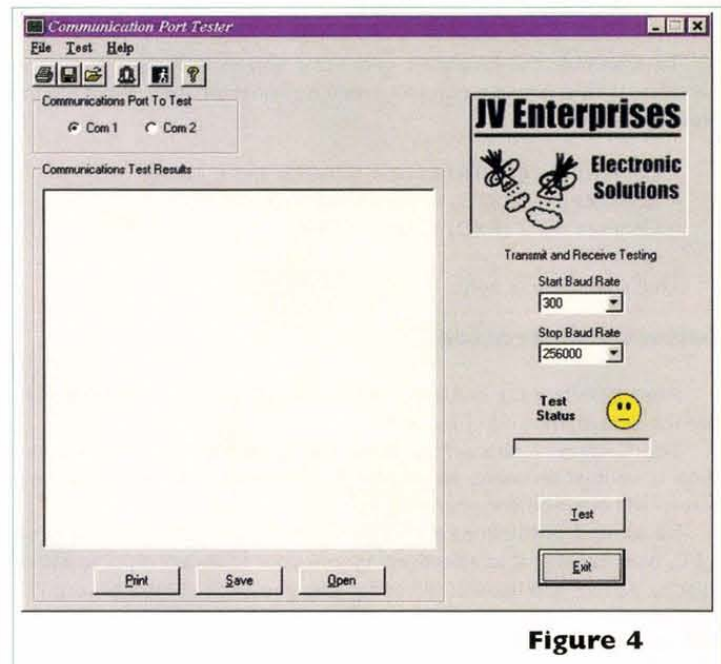 Communication Port Tester
File Test Help
Communications Port To Test
Com 1 Com 2
Communications Test Results
JV Enterprises
Electronic
Solutions
Transmit and Receive Testing
Start Baud Rate
300
Stop Baud Rate
256000
Test
Status
Test
Exit
Print Save Open
Figure 4